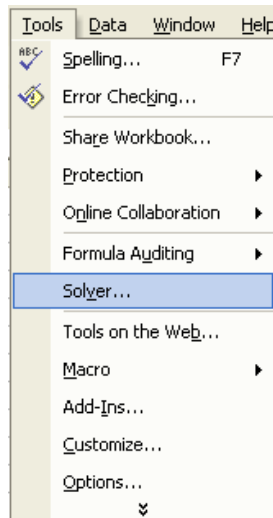 Tools Data Window Help
ABC Spelling... F7
Error Checking...
Share Workbook...
Protection
Online Collaboration
Formula Auditing
Solver...
Tools on the Web...
Macro
Add-Ins...
Customize...
Options...